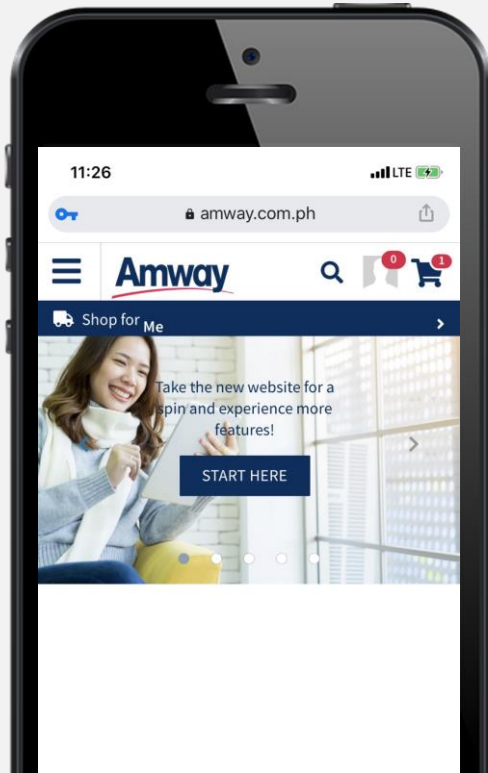 11:26
LTE
amway.com.ph
Amway
0
1
Shop for Me
Take the new website for a
spin and experience more
features!
START HERE